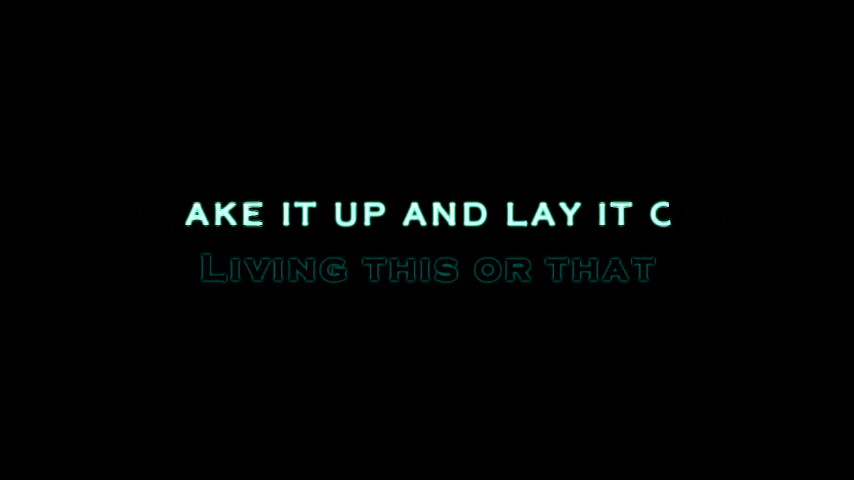 AKE IT UP AND LAY IT
LIVING THIS OR THAT